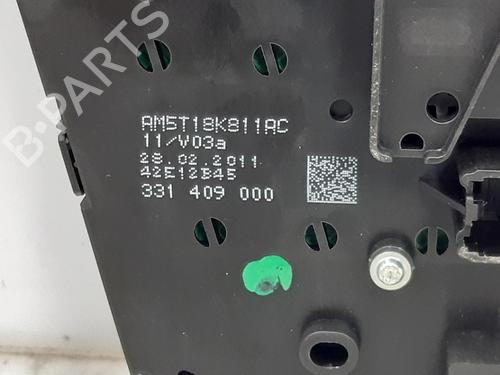 B-PARTS
AM5T18K811AC
11/V03a
28.02.2011
42E12B45
331 409 000